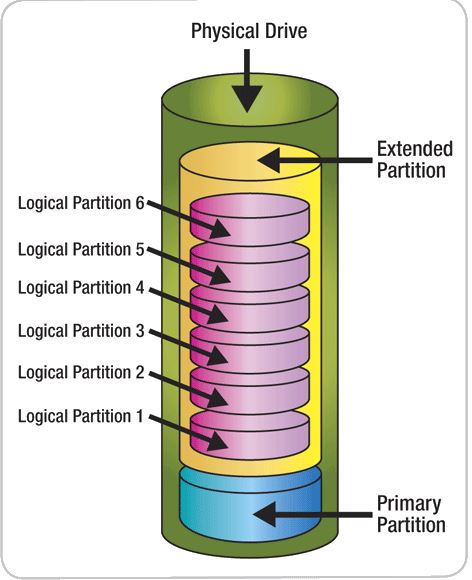 Physical Drive
Extended
Partition
Logical Partition 6
Logical Partition 5
Logical Partition 4
Logical Partition 3
Logical Partition 2
Logical Partition 1
Primary
Partition